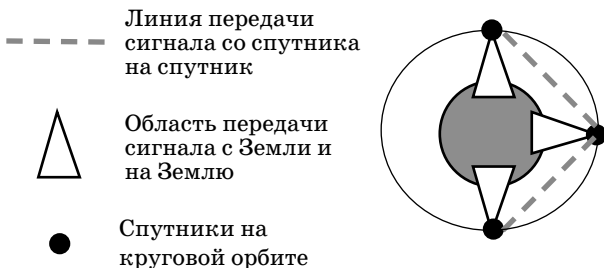 Линия передачи
сигнала со спутника
на спутник
Область передачи
сигнала с Земли и
на Землю
Спутники на
круговой орбите